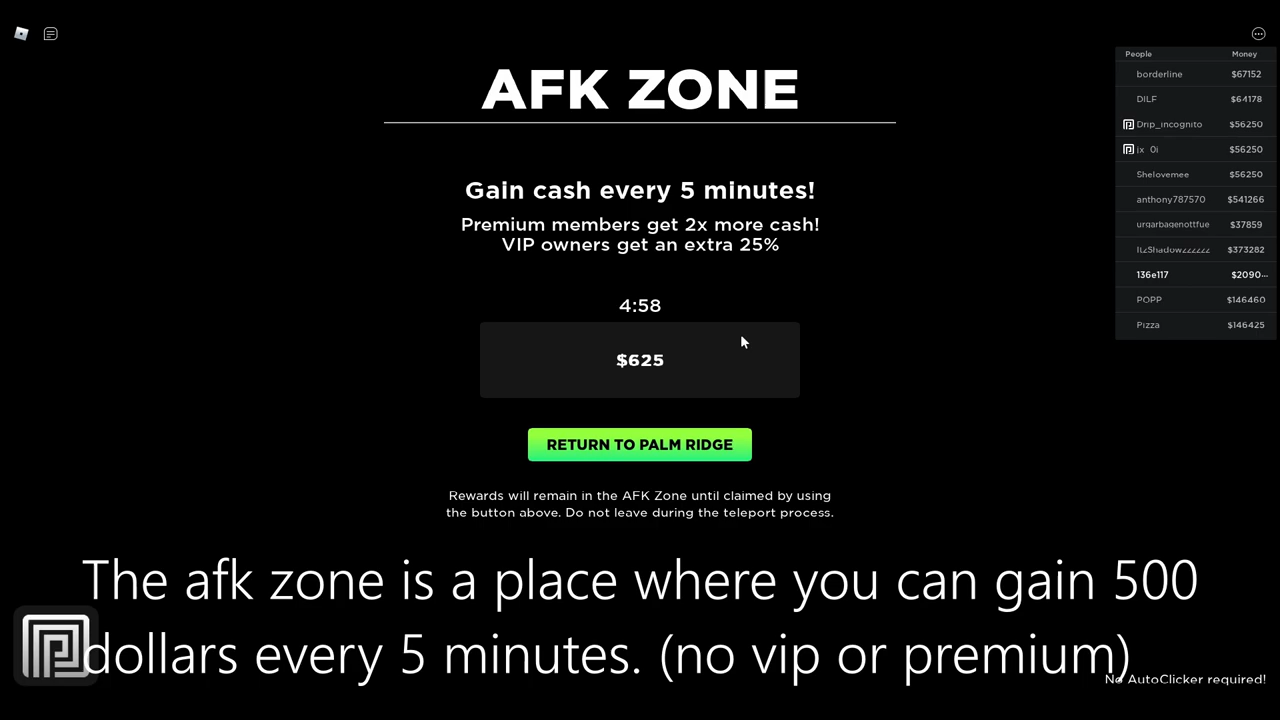 AFK ZONE
Gain cash every 5 minutes!
Premium members get 2x more cash!
VIP owners get an extra 25%
4:58
$625
RETURN TO PALM RIDGE
Rewards will remain in the AFK Zone until claimed by using
the button above. Do not leave during the teleport process.
People Money
borderline $67152
DILF $64178
Drip_incognito $56250
jx_0i $56250
Shelovemee $56250
anthony787570 $541266
urgarbagenottfue $37859
ItzShadowzzzzzz $373282
136e117 $2090...
POPP $146460
Pizza $146425
The afk zone is a place where you can gain 500
dollars every 5 minutes. (no vip or premium)
No AutoClicker required!